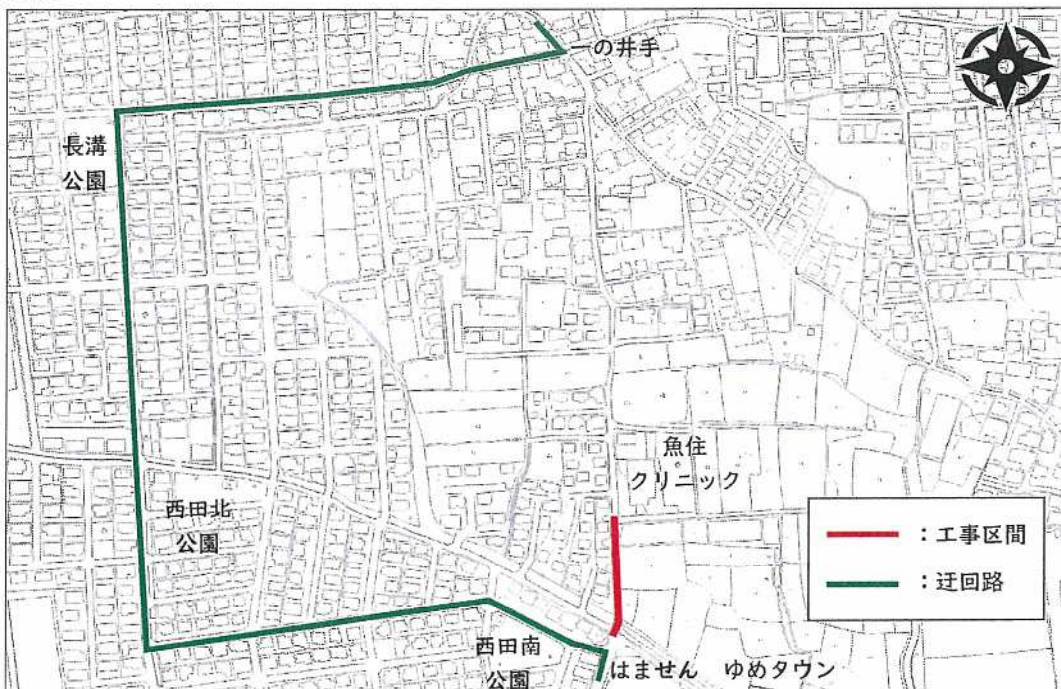 一の井手
長溝
公園
魚住
クリニック
西田北
公園
：工事区間
：迂回路
西田南
公園
はません　ゆめタウン